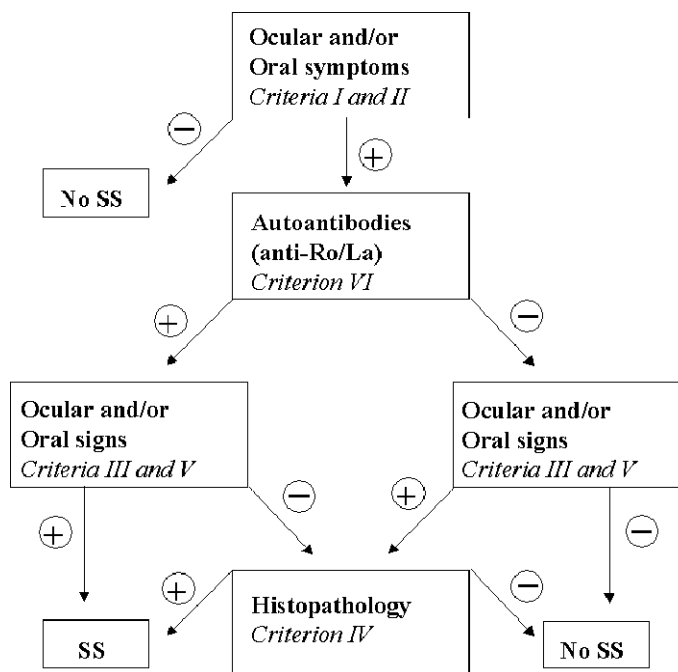 Ocular and/or
Oral symptoms
Criteria I and II
−
+
No SS
Autoantibodies
(anti-Ro/La)
Criterion VI
+
−
Ocular and/or
Oral signs
Criteria III and V
Ocular and/or
Oral signs
Criteria III and V
−
+
+
−
+
−
Histopathology
Criterion IV
SS
No SS